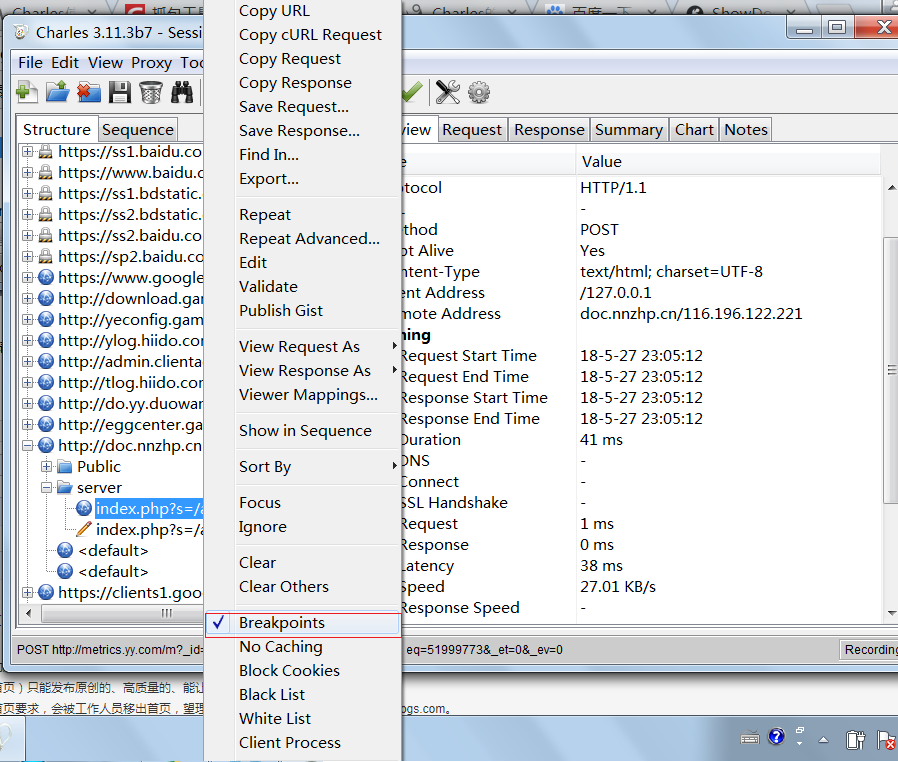 Charles 3.11.3b7 - Sessi
File Edit View Proxy Too
Structure Sequence
view Request Response Summary Chart Notes
https://ss1.baidu.co
https://www.baidu.c
https://ss1.bdstatic.
https://ss2.bdstatic.
https://ss2.baidu.co
https://sp2.baidu.co
https://www.google
http://download.gar
http://yeconfig.gam
http://ylog.hiido.co
http://admin.clienta
http://tlog.hiido.cor
http://do.yy.duowar
http://eggcenter.ga
http://doc.nnzhp.cn
Public
server
index.php?s=/a
index.php?s=/a
<default>
<default>
https://clients1.goo
Copy URL
Copy cURL Request
Copy Request
Copy Response
Save Request...
Save Response...
Find In...
Export...
Repeat
Repeat Advanced...
Edit
Validate
Publish Gist
View Request As
View Response As
Viewer Mappings...
Show in Sequence
Sort By
Focus
Ignore
Clear
Clear Others
Breakpoints
No Caching
Block Cookies
Black List
White List
Client Process
e Value
otocol HTTP/1.1
-
thod POST
pt Alive Yes
ntent-Type text/html; charset=UTF-8
ent Address /127.0.0.1
mote Address doc.nnzhp.cn/116.196.122.221
ning
Request Start Time 18-5-27 23:05:12
Request End Time 18-5-27 23:05:12
Response Start Time 18-5-27 23:05:12
Response End Time 18-5-27 23:05:12
Duration 41 ms
DNS -
Connect -
SSL Handshake -
Request 1 ms
Response 0 ms
Latency 38 ms
Speed 27.01 KB/s
Response Speed -
POST http://metrics.yy.com/m?_id= eq=51999773&_et=0&_ev=0
Recording
首页）只能发布原创的、高质量的、能让
首页要求，会被工作人员移出首页，望理 ogs.com。